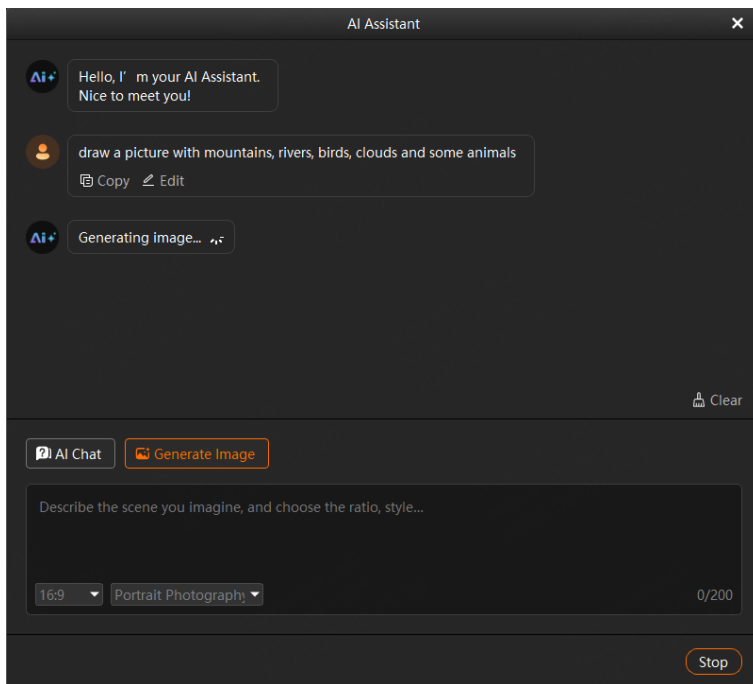 AI Assistant
Ai+
Hello, I’m your AI Assistant.
Nice to meet you!
draw a picture with mountains, rivers, birds, clouds and some animals
Copy Edit
Ai+
Generating image...
Clear
AI Chat Generate Image
Describe the scene you imagine, and choose the ratio, style...
16:9 Portrait Photography 0/200
Stop